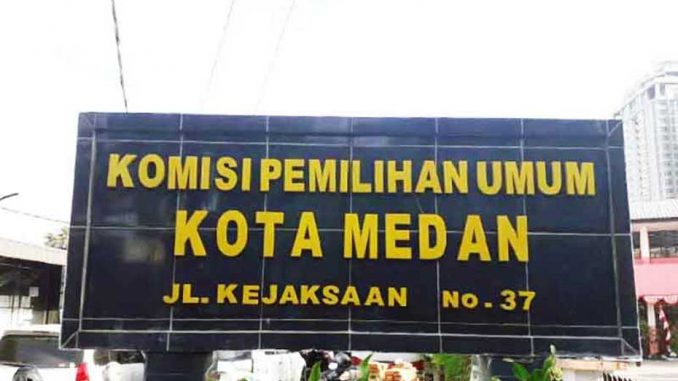 KOMISI PEMILIHAN UMUM
KOTA MEDAN
JL. KEJAKSAAN No. 37